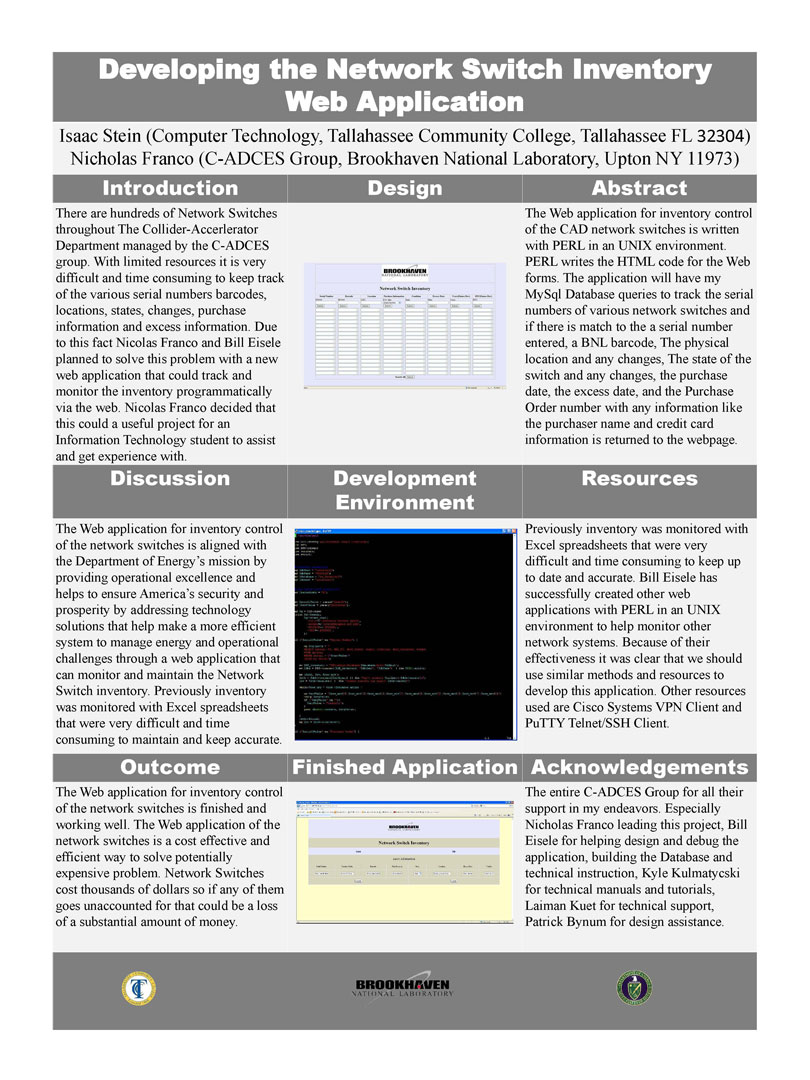 Developing the Network Switch Inventory
Web Application
Isaac Stein (Computer Technology, Tallahassee Community College, Tallahassee FL 32304)
Nicholas Franco (C-ADCES Group, Brookhaven National Laboratory, Upton NY 11973)
Introduction
There are hundreds of Network Switches
throughout The Collider-Accerlerator
Department managed by the C-ADCES
group. With limited resources it is very
difficult and time consuming to keep track
of the various serial numbers barcodes,
locations, states, changes, purchase
information and excess information. Due
to this fact Nicolas Franco and Bill Eisele
planned to solve this problem with a new
web application that could track and
monitor the inventory programmatically
via the web. Nicolas Franco decided that
this could a useful project for an
Information Technology student to assist
and get experience with.
Design
BROOKHAVEN
NATIONAL LABORATORY
Network Switch Inventory
Abstract
The Web application for inventory control
of the CAD network switches is written
with PERL in an UNIX environment.
PERL writes the HTML code for the Web
forms. The application will have my
MySql Database queries to track the serial
numbers of various network switches and
if there is match to the a serial number
entered, a BNL barcode, The physical
location and any changes, The state of the
switch and any changes, the purchase
date, the excess date, and the Purchase
Order number with any information like
the purchaser name and credit card
information is returned to the webpage.
Discussion
The Web application for inventory control
of the network switches is aligned with
the Department of Energy’s mission by
providing operational excellence and
helps to ensure America’s security and
prosperity by addressing technology
solutions that help make a more efficient
system to manage energy and operational
challenges through a web application that
can monitor and maintain the Network
Switch inventory. Previously inventory
was monitored with Excel spreadsheets
that were very difficult and time
consuming to maintain and keep accurate.
Development
Environment
Resources
Previously inventory was monitored with
Excel spreadsheets that were very
difficult and time consuming to keep up
to date and accurate. Bill Eisele has
successfully created other web
applications with PERL in an UNIX
environment to help monitor other
network systems. Because of their
effectiveness it was clear that we should
use similar methods and resources to
develop this application. Other resources
used are Cisco Systems VPN Client and
PuTTY Telnet/SSH Client.
Outcome
The Web application for inventory control
of the network switches is finished and
working well. The Web application of the
network switches is a cost effective and
efficient way to solve potentially
expensive problem. Network Switches
cost thousands of dollars so if any of them
goes unaccounted for that could be a loss
of a substantial amount of money.
Finished Application
BROOKHAVEN
Network Switch Inventory
Acknowledgements
The entire C-ADCES Group for all their
support in my endeavors. Especially
Nicholas Franco leading this project, Bill
Eisele for helping design and debug the
application, building the Database and
technical instruction, Kyle Kulmatycski
for technical manuals and tutorials,
Laiman Kuet for technical support,
Patrick Bynum for design assistance.
BROOKHAVEN
NATIONAL LABORATORY